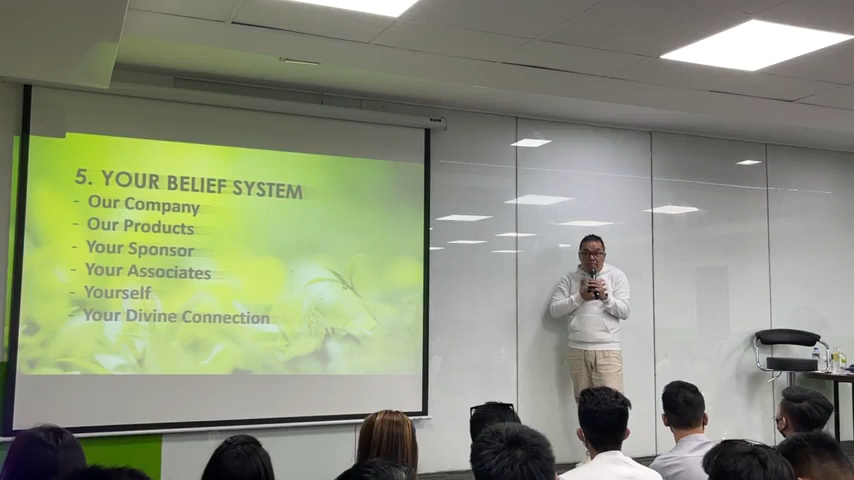 5. YOUR BELIEF SYSTEM
- Our Company
- Our Products
- Your Sponsor
- Your Associates
- Yourself
- Your Divine Connection